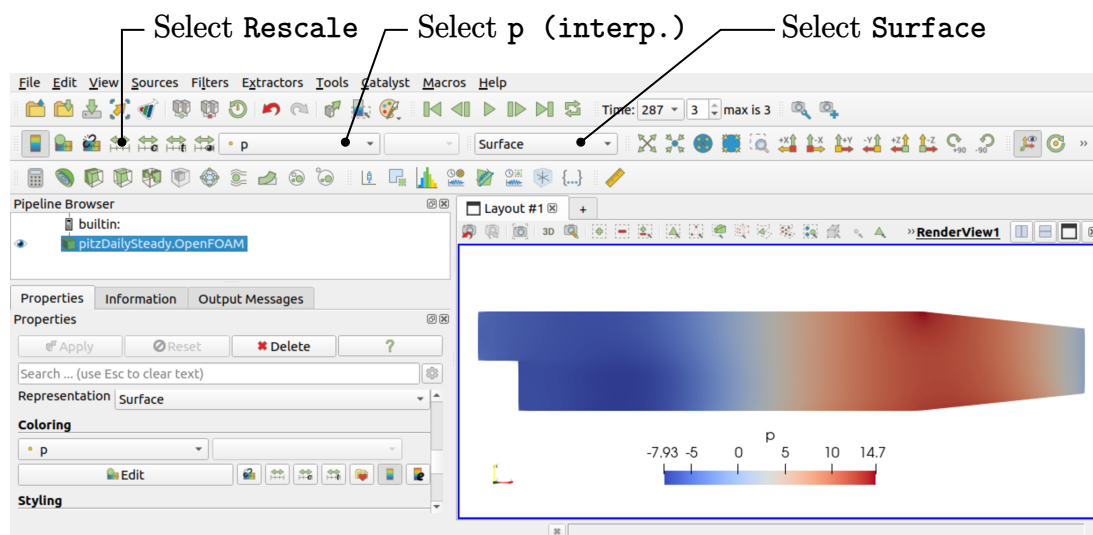 Select Rescale Select p (interp.) Select Surface
File Edit View Sources Filters Extractors Tools Catalyst Macros Help
Time: 287 3 max is 3
p Surface
+X -X +Y -Y +Z -Z +90 -90 »
{...}
Pipeline Browser
Layout #1 +
builtin:
3D » RenderView1
pitzDailySteady.OpenFOAM
Properties Information Output Messages
Properties
Apply Reset Delete ?
Search ... (use Esc to clear text)
Representation Surface
Coloring
p
Edit
Styling
p
-7.93 -5 0 5 10 14.7